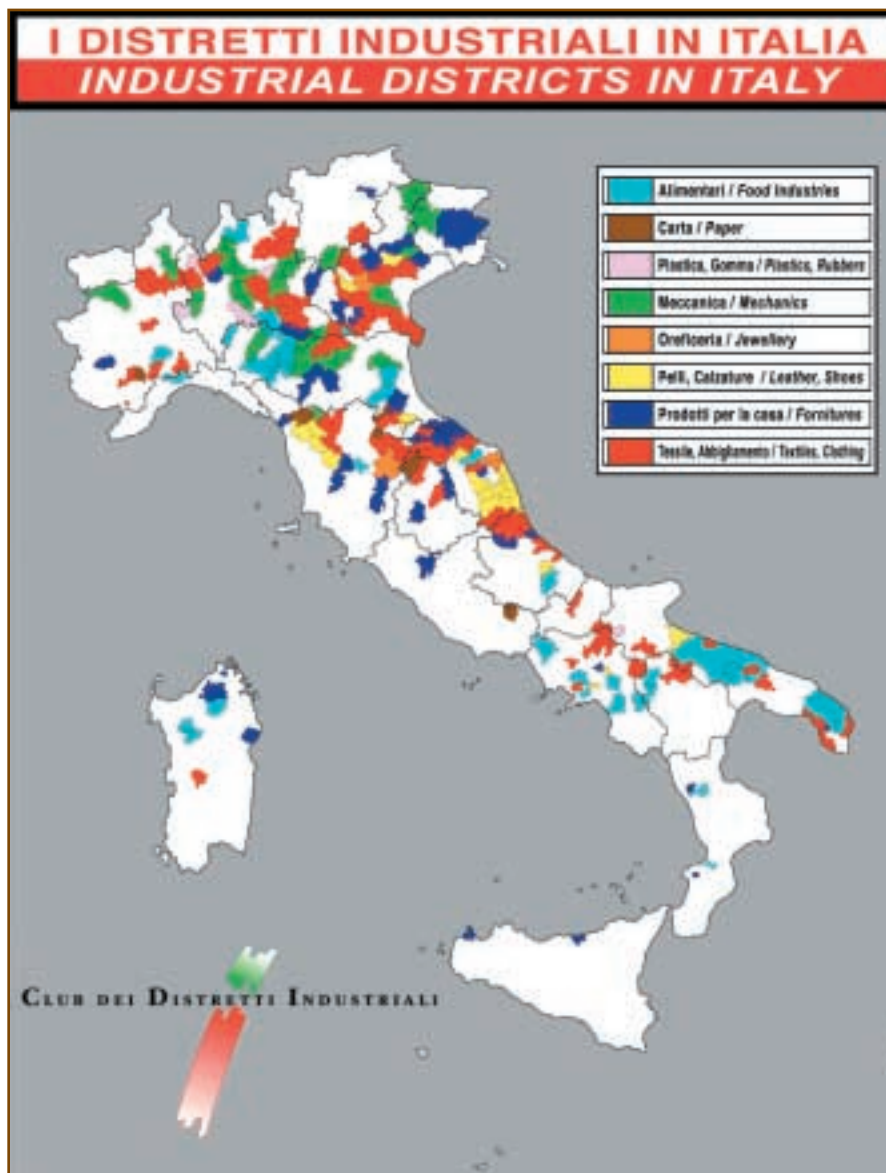 I DISTRETTI INDUSTRIALI IN ITALIA
INDUSTRIAL DISTRICTS IN ITALY
Alimentari / Food Industries
Carta / Paper
Plastica, Gomma / Plastics, Rubbers
Meccanica / Mechanics
Oreficeria / Jewellery
Pelli, Calzature / Leather, Shoes
Prodotti per la casa / Fornitures
Tessile, Abbigliamento / Textiles, Clothing
CLUB DEI DISTRETTI INDUSTRIALI